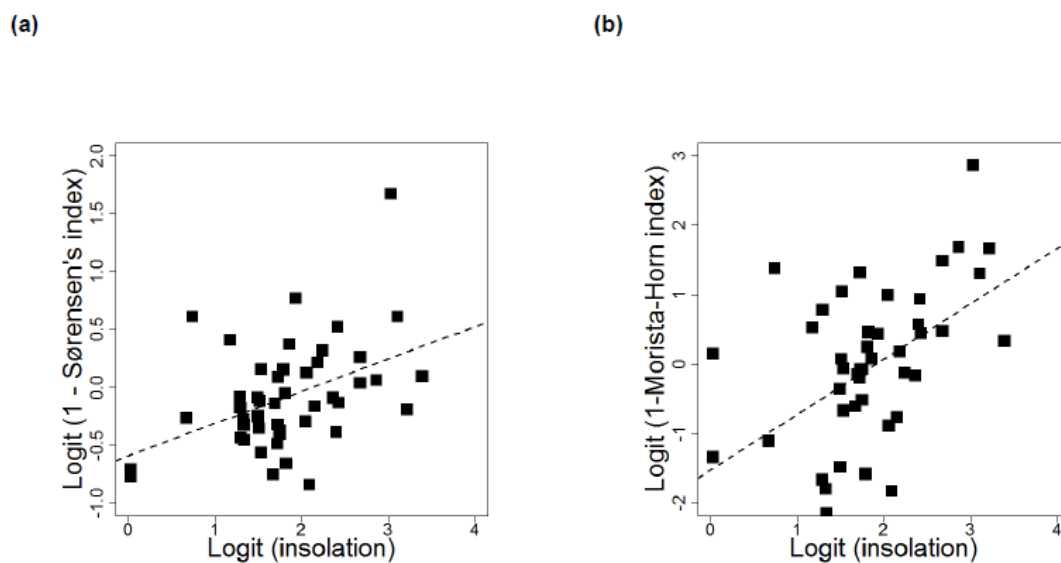 (a)
(b)
Logit (1 - Sørensen's index)
2.0
1.5
1.0
0.5
0.0
-0.5
-1.0
0 1 2 3 4
Logit (insolation)
Logit (1-Morista-Horn index)
3
2
1
0
-1
-2
0 1 2 3 4
Logit (insolation)